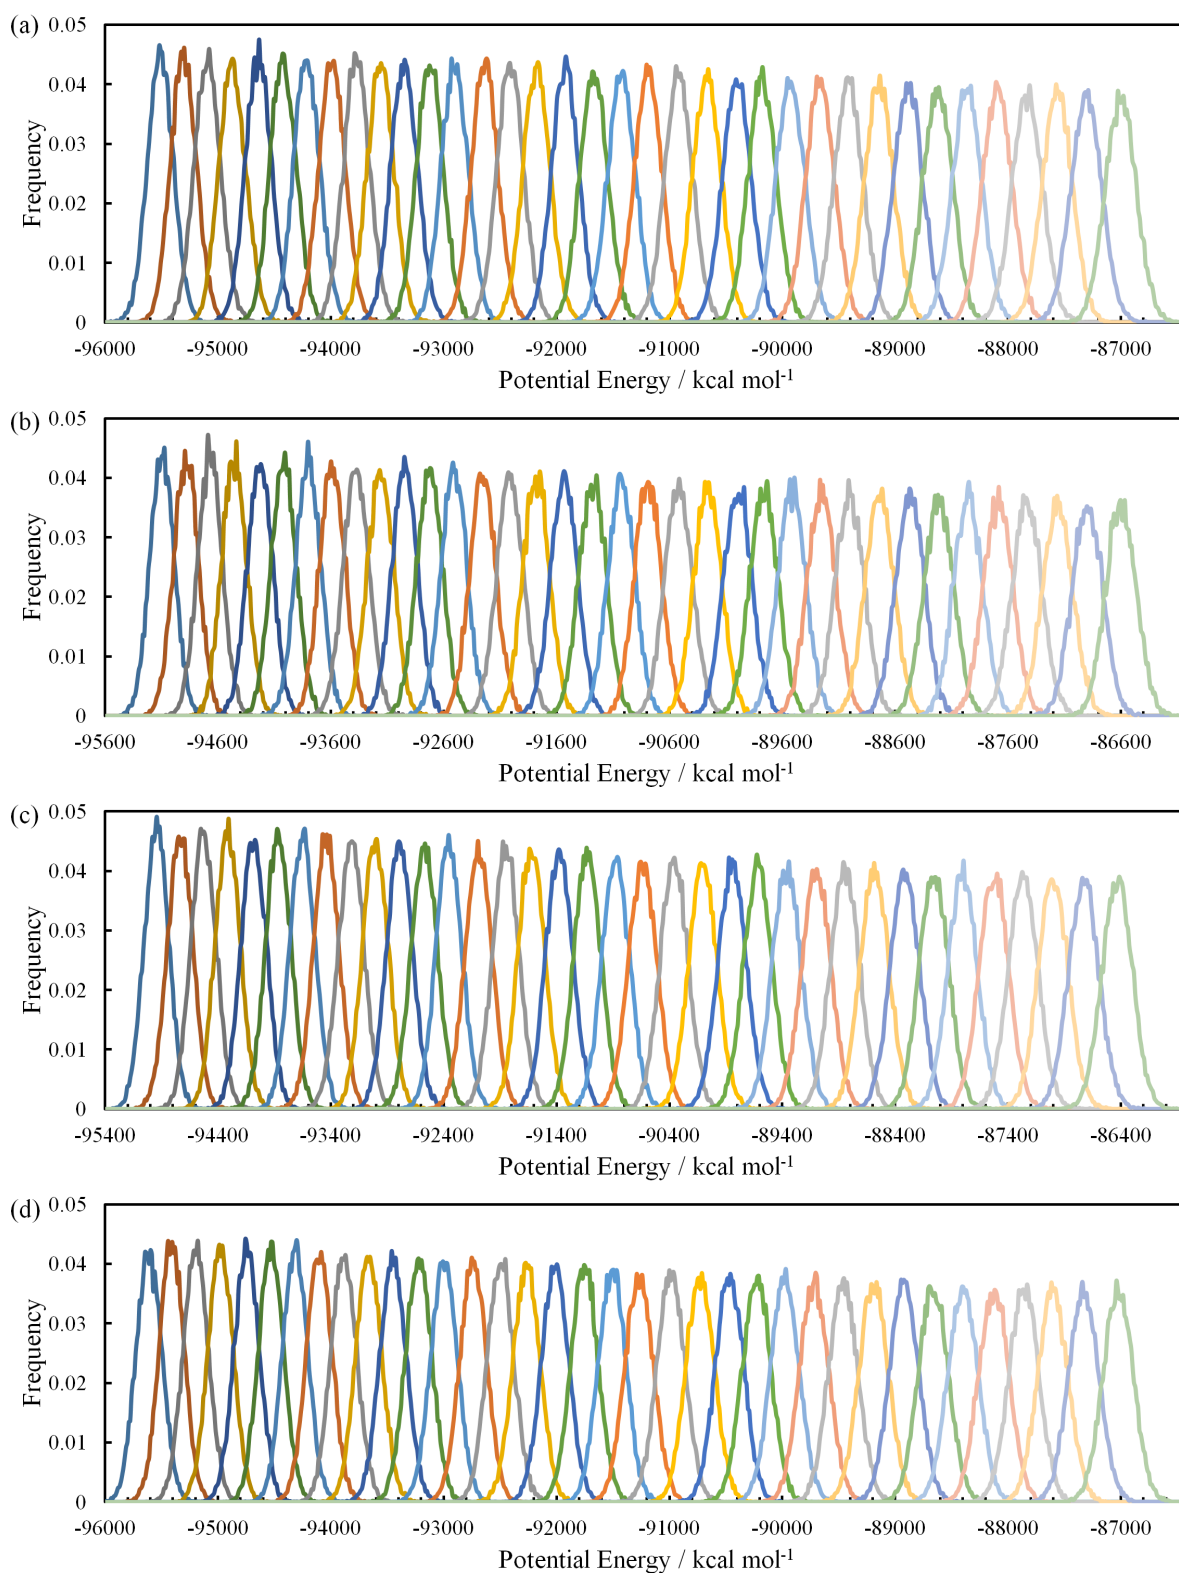 (a) 0.05
0.04
0.03
0.02
0.01
0
Frequency
-96000 -95000 -94000 -93000 -92000 -91000 -90000 -89000 -88000 -87000
Potential Energy / kcal mol-1
(b) 0.05
0.04
0.03
0.02
0.01
0
Frequency
-95600 -94600 -93600 -92600 -91600 -90600 -89600 -88600 -87600 -86600
Potential Energy / kcal mol-1
(c) 0.05
0.04
0.03
0.02
0.01
0
Frequency
-95400 -94400 -93400 -92400 -91400 -90400 -89400 -88400 -87400 -86400
Potential Energy / kcal mol-1
(d) 0.05
0.04
0.03
0.02
0.01
0
Frequency
-96000 -95000 -94000 -93000 -92000 -91000 -90000 -89000 -88000 -87000
Potential Energy / kcal mol-1